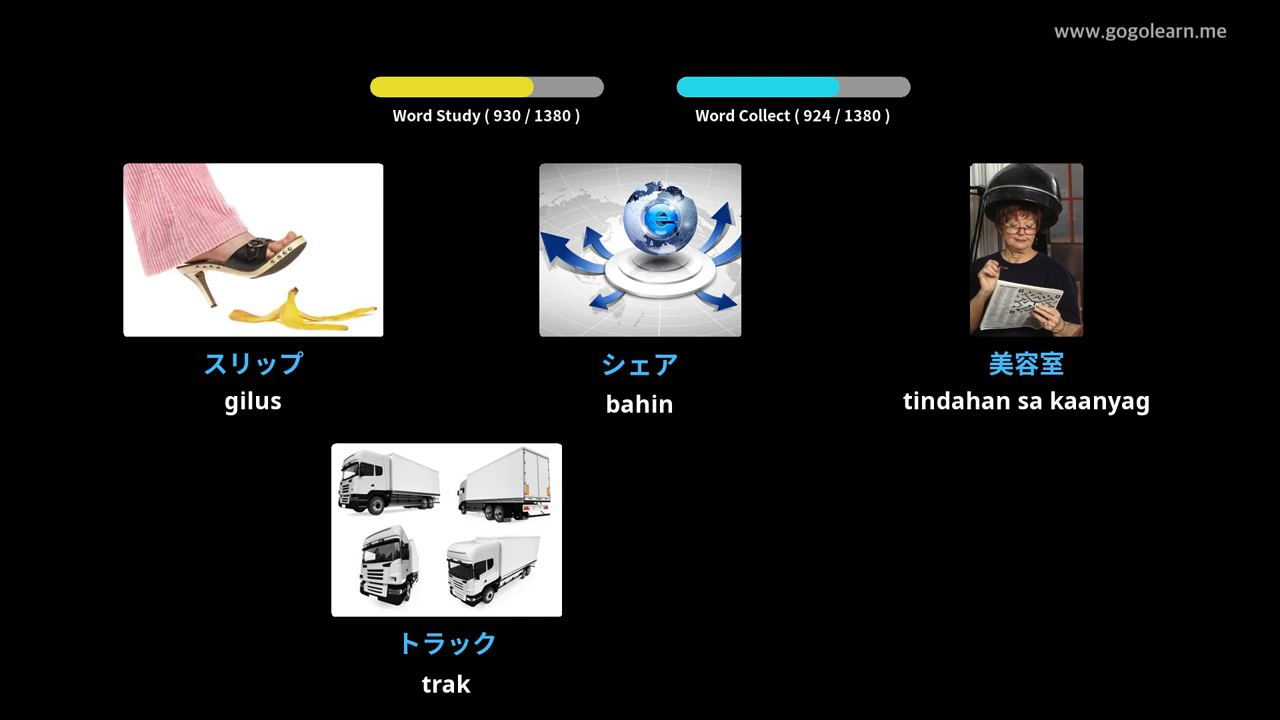 www.gogolearn.me
Word Study ( 930 / 1380 )
Word Collect ( 924 / 1380 )
スリップ
gilus
シェア
bahin
美容室
tindahan sa kaanyag
トラック
trak